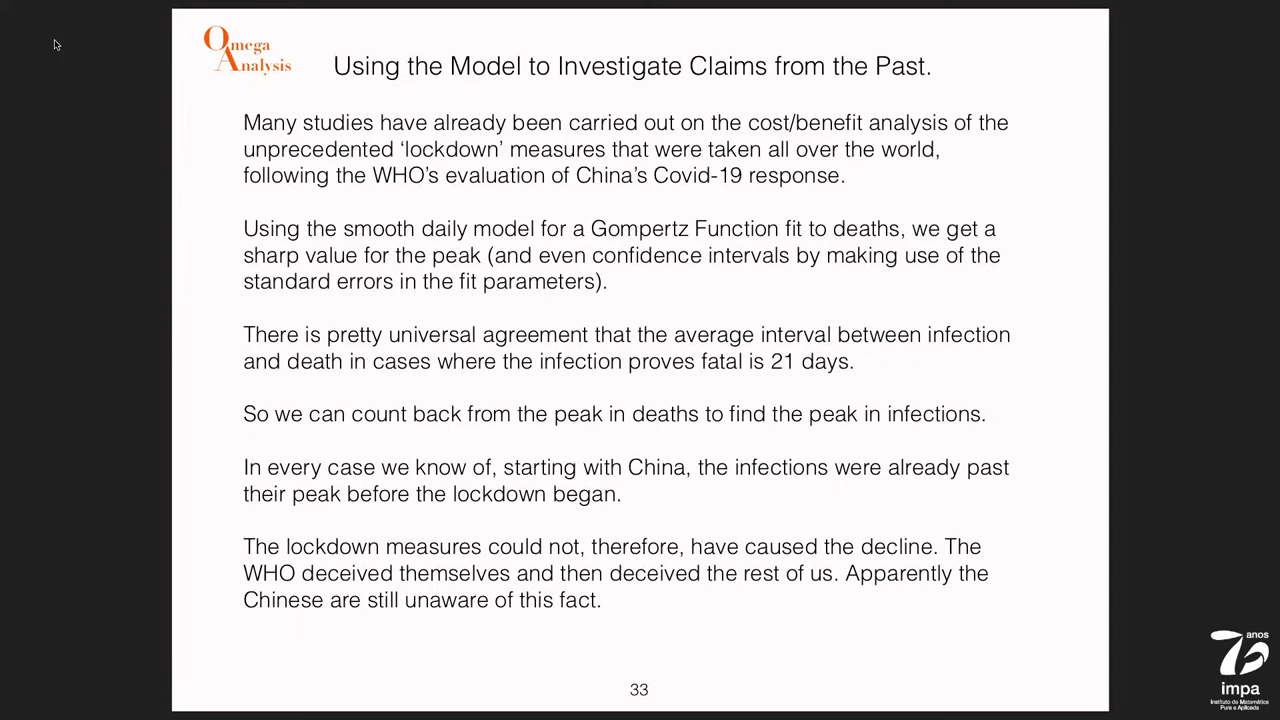 Omega
Analysis
Using the Model to Investigate Claims from the Past.
Many studies have already been carried out on the cost/benefit analysis of the
unprecedented ‘lockdown’ measures that were taken all over the world,
following the WHO’s evaluation of China’s Covid-19 response.
Using the smooth daily model for a Gompertz Function fit to deaths, we get a
sharp value for the peak (and even confidence intervals by making use of the
standard errors in the fit parameters).
There is pretty universal agreement that the average interval between infection
and death in cases where the infection proves fatal is 21 days.
So we can count back from the peak in deaths to find the peak in infections.
In every case we know of, starting with China, the infections were already past
their peak before the lockdown began.
The lockdown measures could not, therefore, have caused the decline. The
WHO deceived themselves and then deceived the rest of us. Apparently the
Chinese are still unaware of this fact.
33
anos
70
impa
Instituto de Matemática
Pura e Aplicada